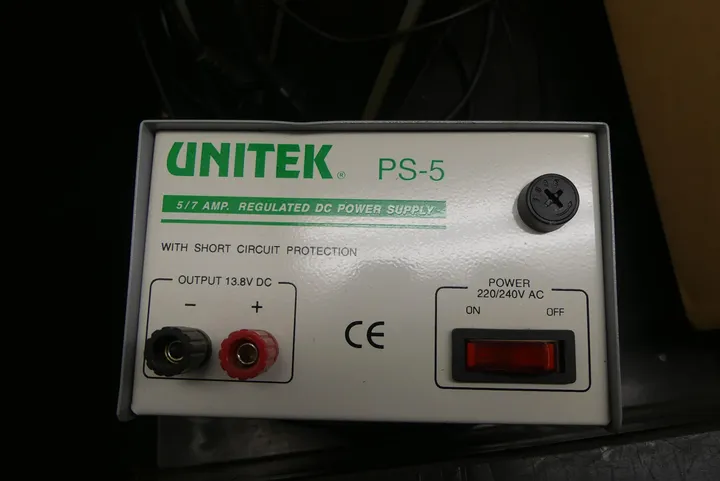 UNITEK® PS-5
5/7 AMP. REGULATED DC POWER SUPPLY
WITH SHORT CIRCUIT PROTECTION
OUTPUT 13.8V DC
- +
CE
POWER
220/240V AC
ON OFF